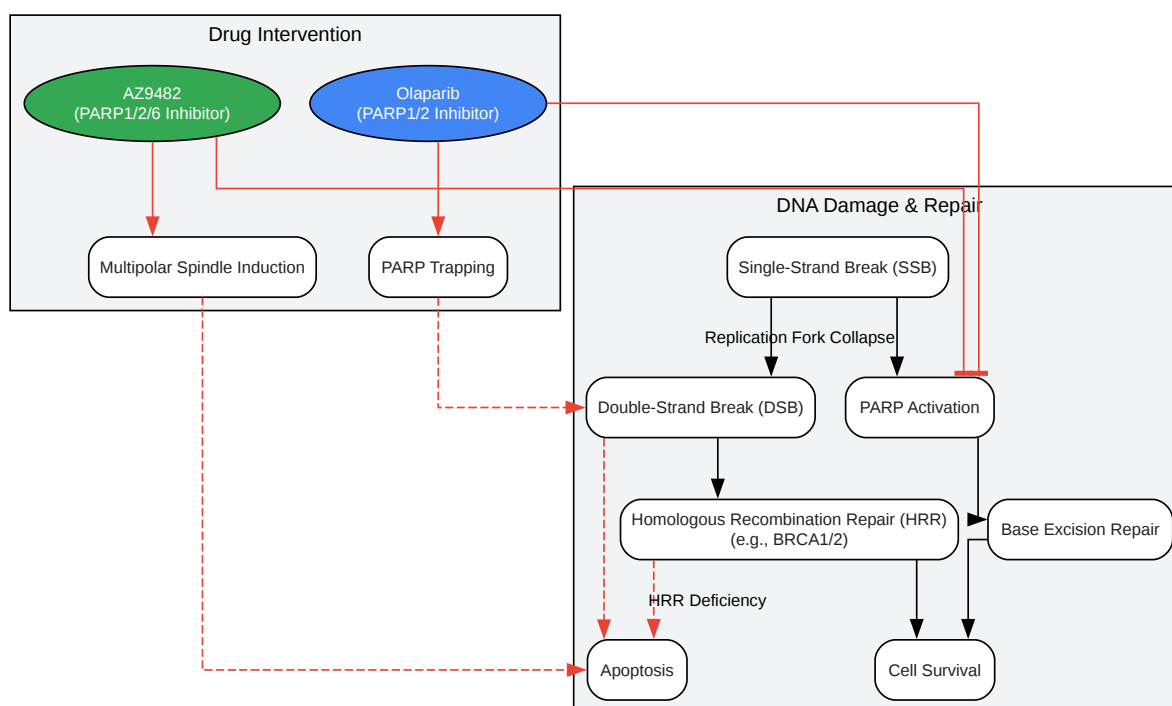 Drug Intervention
AZ9482
(PARP1/2/6 Inhibitor)
Olaparib
(PARP1/2 Inhibitor)
Multipolar Spindle Induction
PARP Trapping
DNA Damage & Repair
Single-Strand Break (SSB)
Replication Fork Collapse
Double-Strand Break (DSB)
PARP Activation
Homologous Recombination Repair (HRR)
(e.g., BRCA1/2)
Base Excision Repair
HRR Deficiency
Apoptosis
Cell Survival